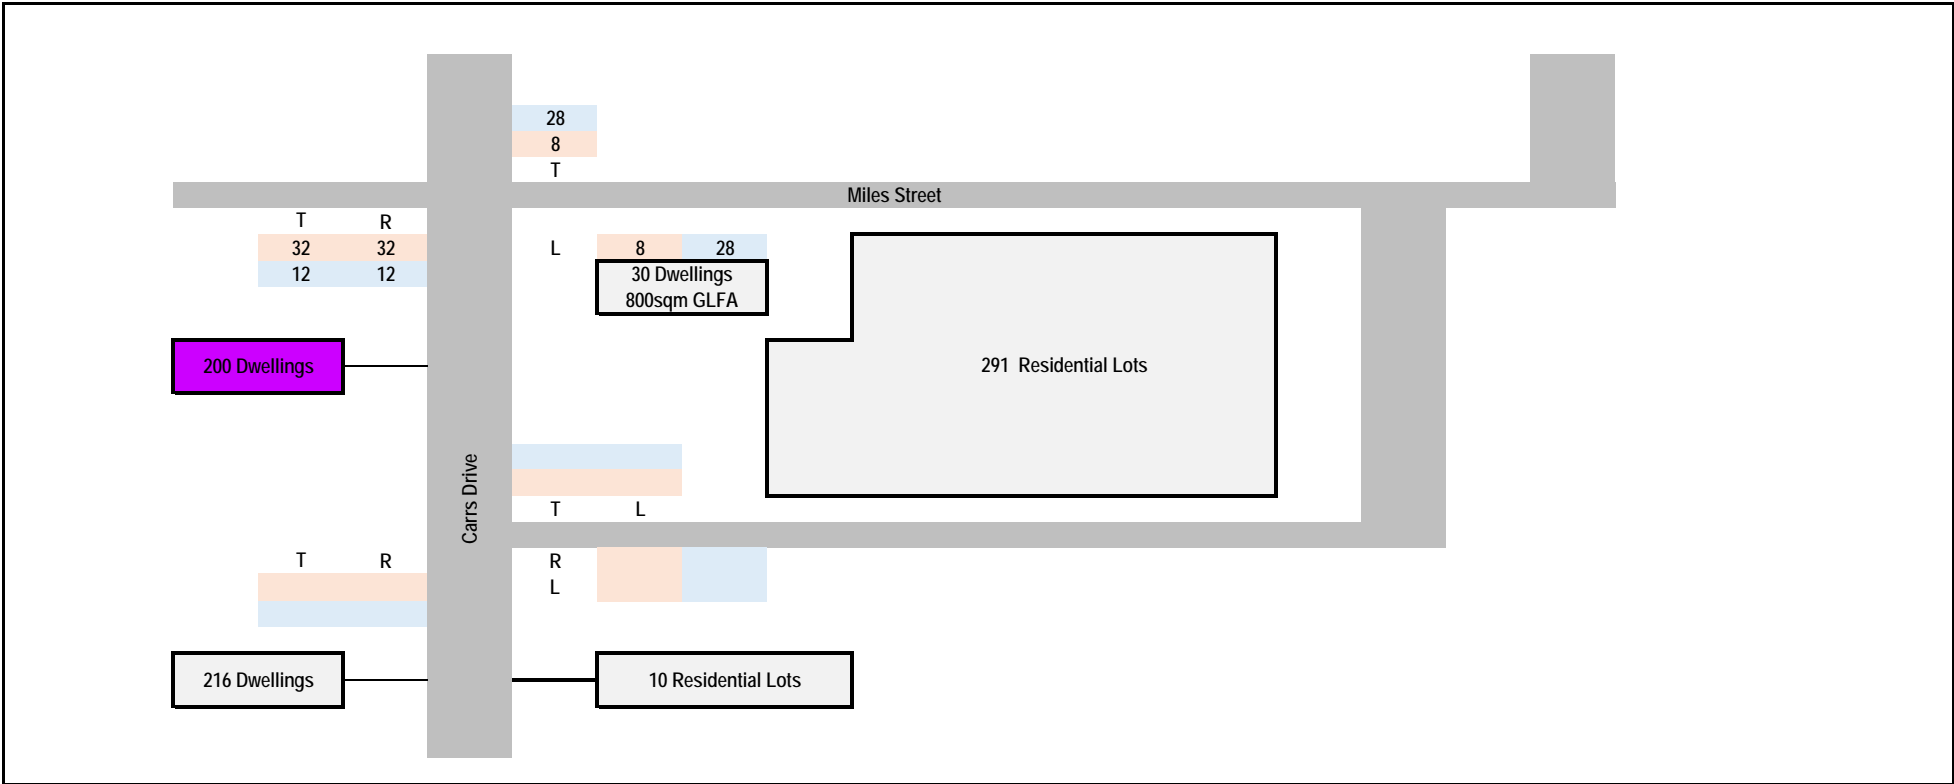 28
8
T
Miles Street
T R
32 32
12 12
L 8 28
30 Dwellings
800sqm GLFA
200 Dwellings
291 Residential Lots
Carrs Drive
T L
T R
R
L
216 Dwellings
10 Residential Lots